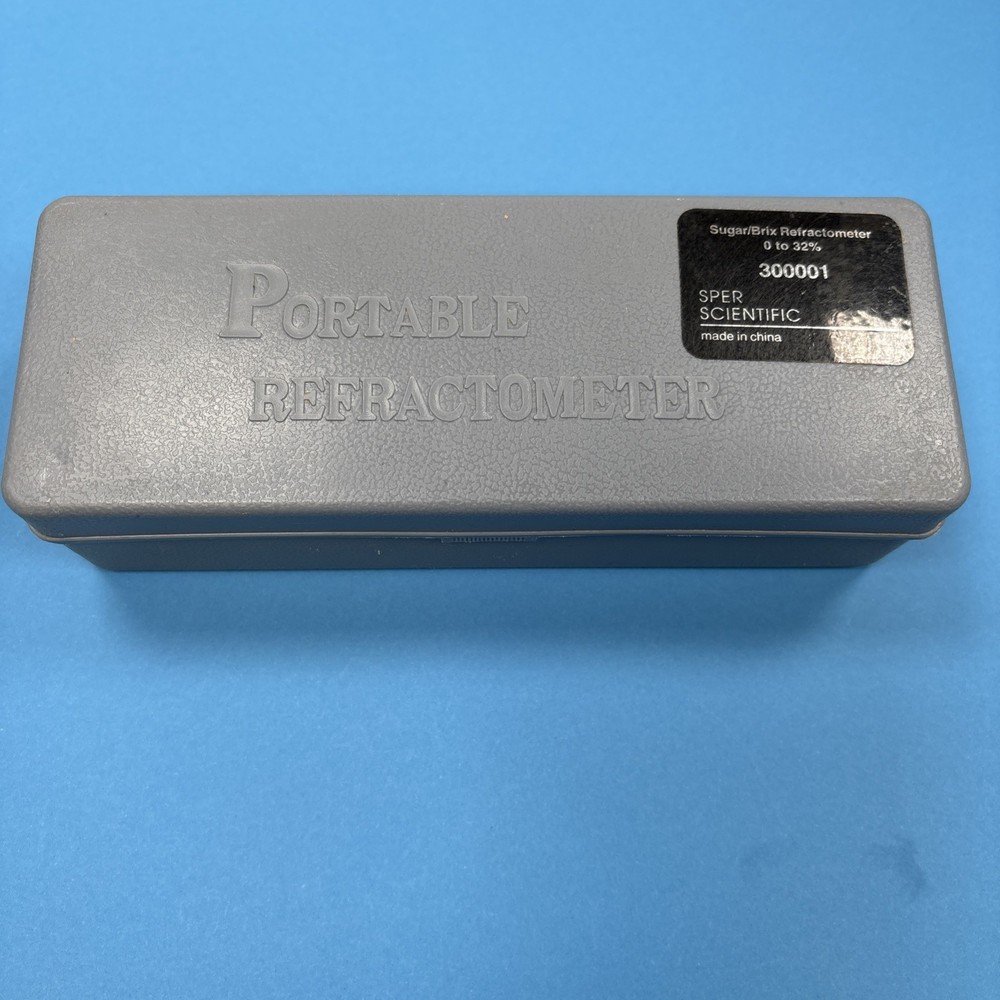 PORTABLE
REFRACTOMETER
Sugar/Brix Refractometer
0 to 32%
300001
SPER
SCIENTIFIC
made in china